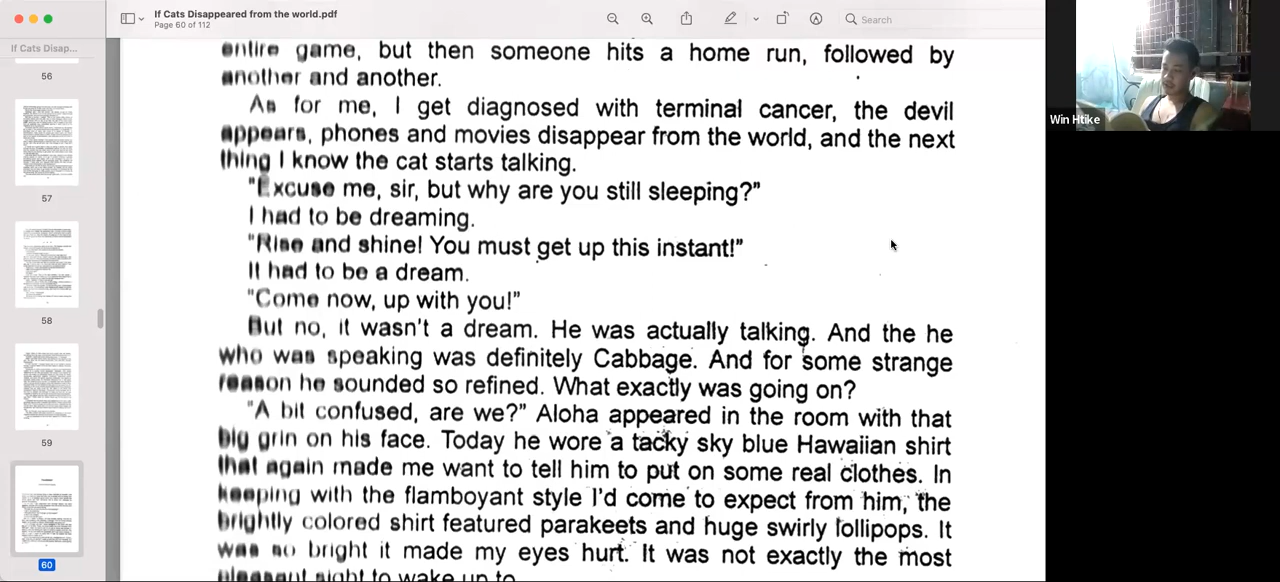 If Cats Disappeared from the world.pdf
Page 60 of 112
Search
If Cats Disap...
56
57
58
59
60
entire game, but then someone hits a home run, followed by
another and another.
As for me, I get diagnosed with terminal cancer, the devil
appears, phones and movies disappear from the world, and the next
thing I know the cat starts talking.
"Excuse me, sir, but why are you still sleeping?"
I had to be dreaming.
"Rise and shine! You must get up this instant!"
It had to be a dream.
"Come now, up with you!"
But no, it wasn't a dream. He was actually talking. And the he
who was speaking was definitely Cabbage. And for some strange
reason he sounded so refined. What exactly was going on?
"A bit confused, are we?" Aloha appeared in the room with that
big grin on his face. Today he wore a tacky sky blue Hawaiian shirt
that again made me want to tell him to put on some real clothes. In
keeping with the flamboyant style I'd come to expect from him, the
brightly colored shirt featured parakeets and huge swirly lollipops. It
was so bright it made my eyes hurt. It was not exactly the most
pleasant sight to wake up to.
Win Htike